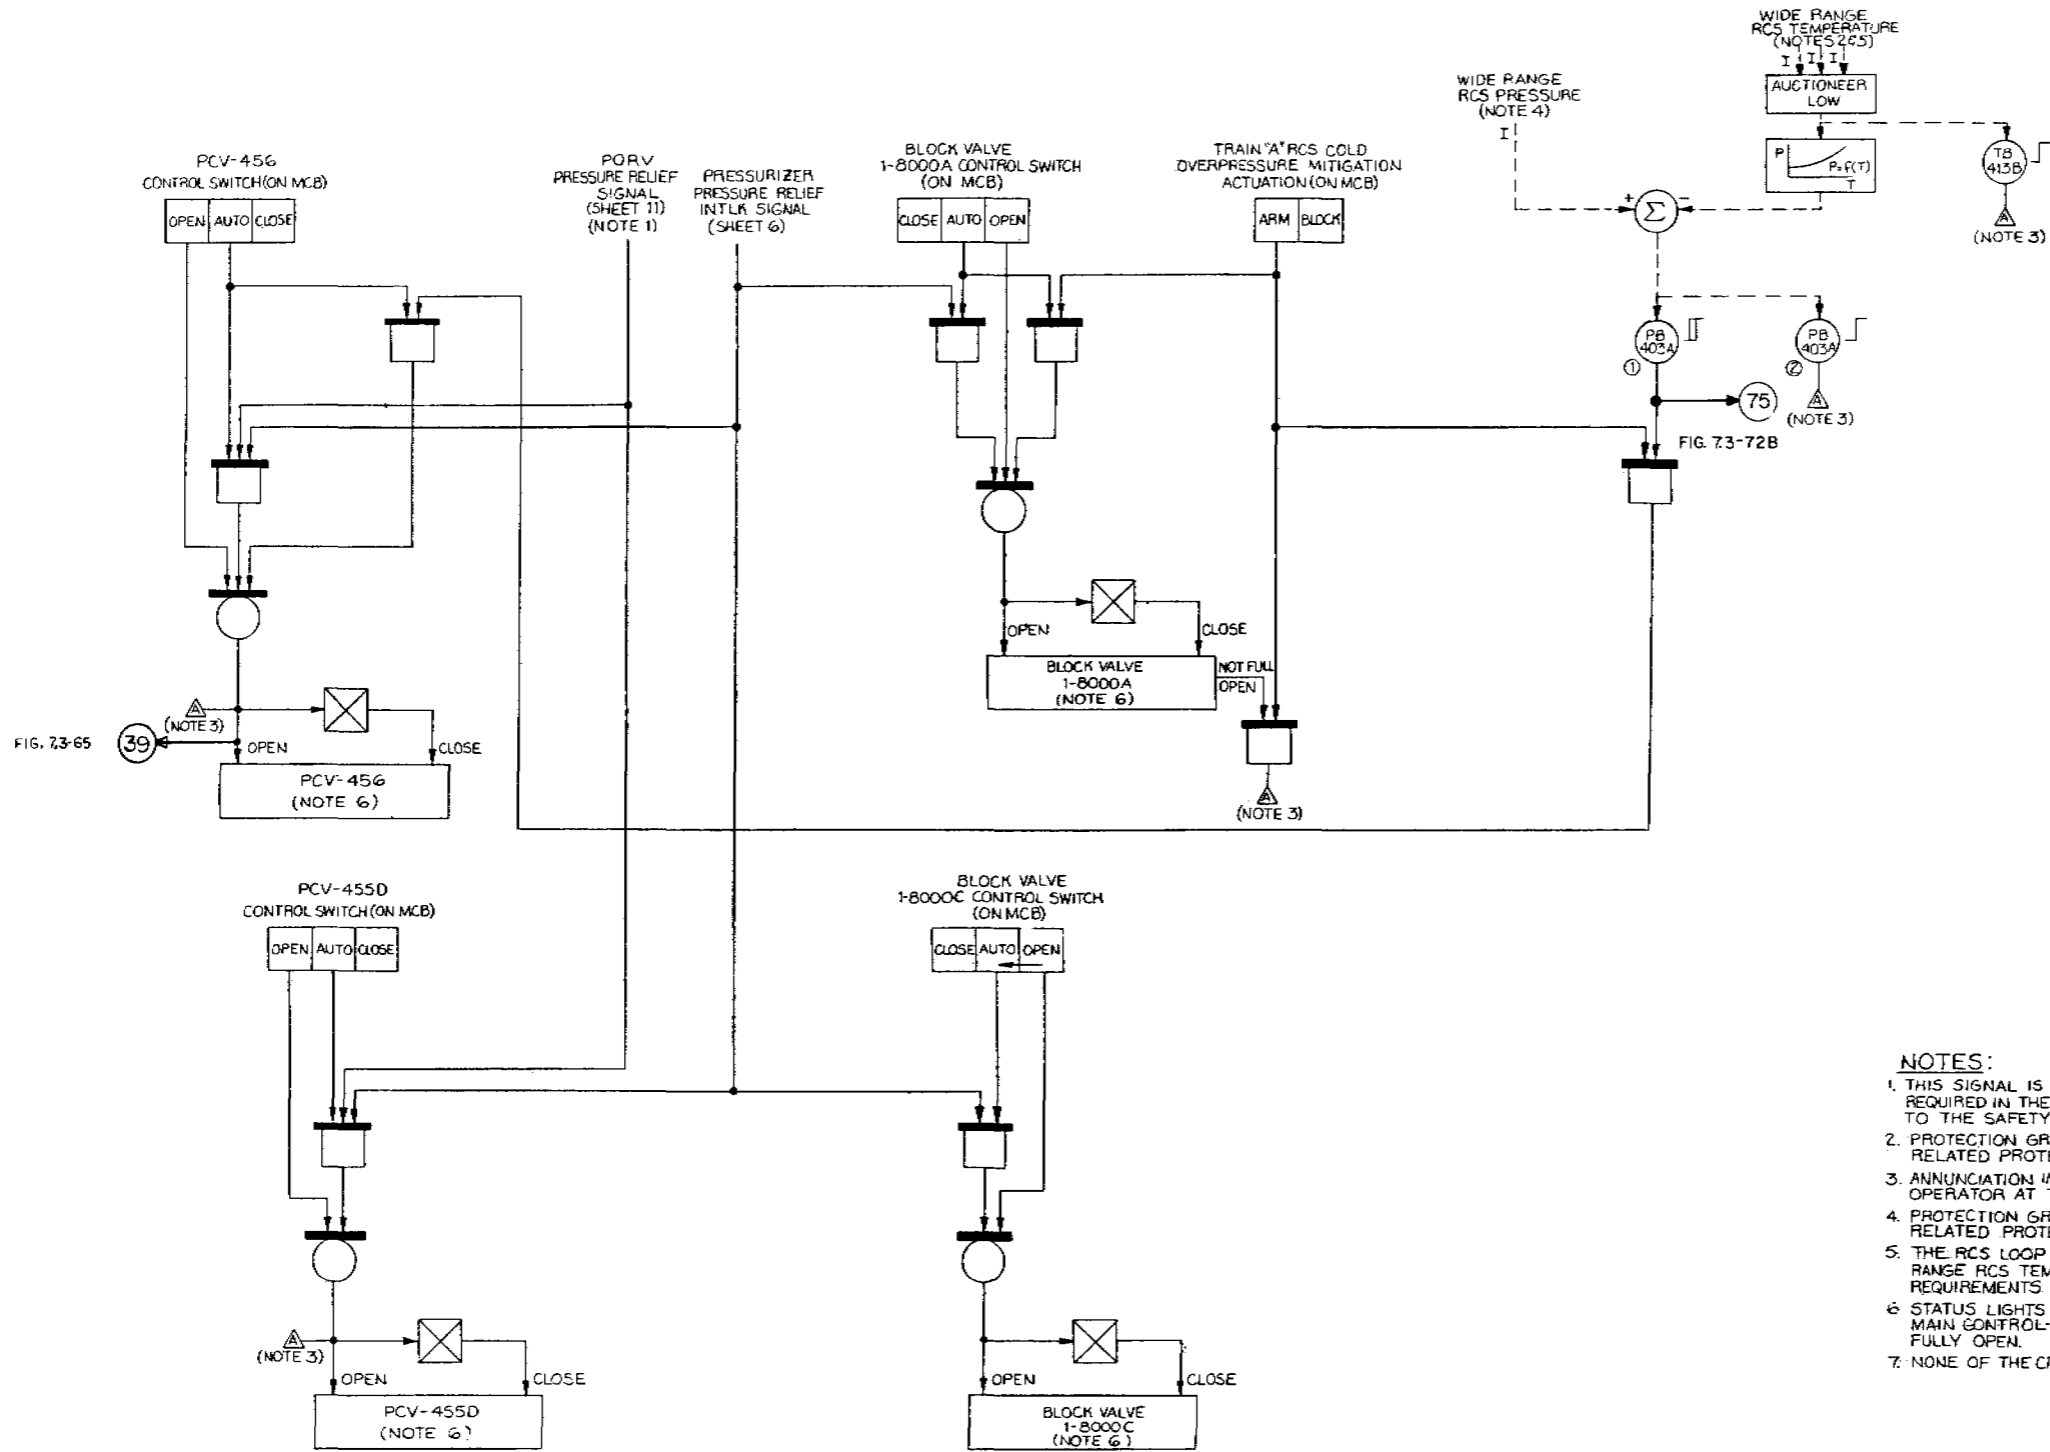 WIDE RANGE
RCS TEMPERATURE
(NOTES 2&5)
I I I
AUCTIONEER
LOW
P P=f(T)
T
TB
413B
A
(NOTE 3)
WIDE RANGE
RCS PRESSURE
(NOTE 4)
I
+ Σ -
PB
403A
1
PB
403A
2
A
(NOTE 3)
75
FIG. 7.3-72B
PCV-456
CONTROL SWITCH (ON MCB)
OPEN AUTO CLOSE
PORV
PRESSURE RELIEF
SIGNAL
(SHEET 11)
(NOTE 1)
PRESSURIZER
PRESSURE RELIEF
INTLK SIGNAL
(SHEET 6)
BLOCK VALVE
1-8000A CONTROL SWITCH
(ON MCB)
CLOSE AUTO OPEN
TRAIN "A" RCS COLD
OVERPRESSURE MITIGATION
ACTUATION (ON MCB)
ARM BLOCK
OPEN
CLOSE
BLOCK VALVE
1-8000A
(NOTE 6)
NOT FULL
OPEN
A
(NOTE 3)
A
(NOTE 3)
FIG. 7.3-65
39
OPEN
CLOSE
PCV-456
(NOTE 6)
PCV-455D
CONTROL SWITCH (ON MCB)
OPEN AUTO CLOSE
BLOCK VALVE
1-8000C CONTROL SWITCH
(ON MCB)
CLOSE AUTO OPEN
A
(NOTE 3)
OPEN
CLOSE
PCV-455D
(NOTE 6)
OPEN
CLOSE
BLOCK VALVE
1-8000C
(NOTE 6)
NOTES:
1. THIS SIGNAL IS
REQUIRED IN THE
TO THE SAFETY
2. PROTECTION GR
RELATED PROTE
3. ANNUNCIATION I
OPERATOR AT
4. PROTECTION GR
RELATED PROTE
5. THE RCS LOOP
RANGE RCS TEM
REQUIREMENTS
6 STATUS LIGHTS
MAIN CONTROL-
FULLY OPEN.
7. NONE OF THE